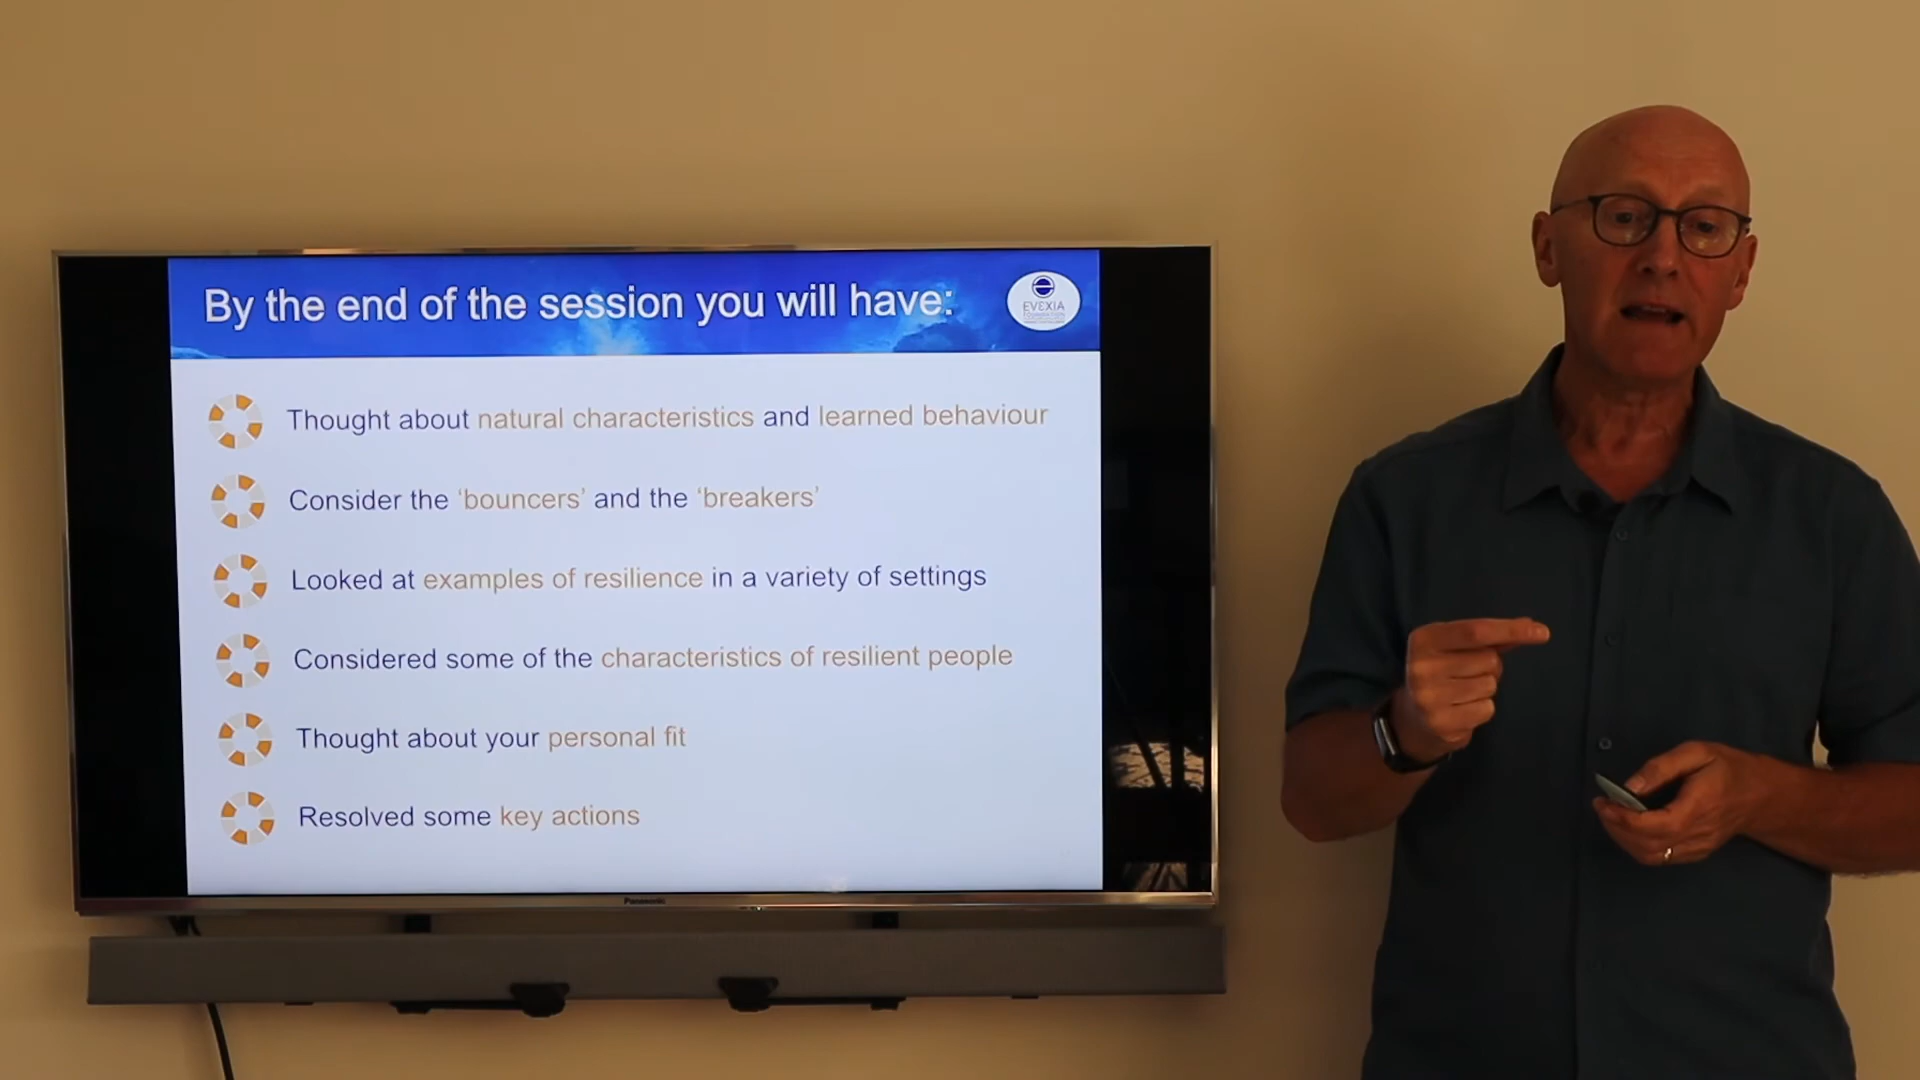 By the end of the session you will have:
EVEXIA
Thought about natural characteristics and learned behaviour
Consider the ‘bouncers’ and the ‘breakers’
Looked at examples of resilience in a variety of settings
Considered some of the characteristics of resilient people
Thought about your personal fit
Resolved some key actions
Panasonic